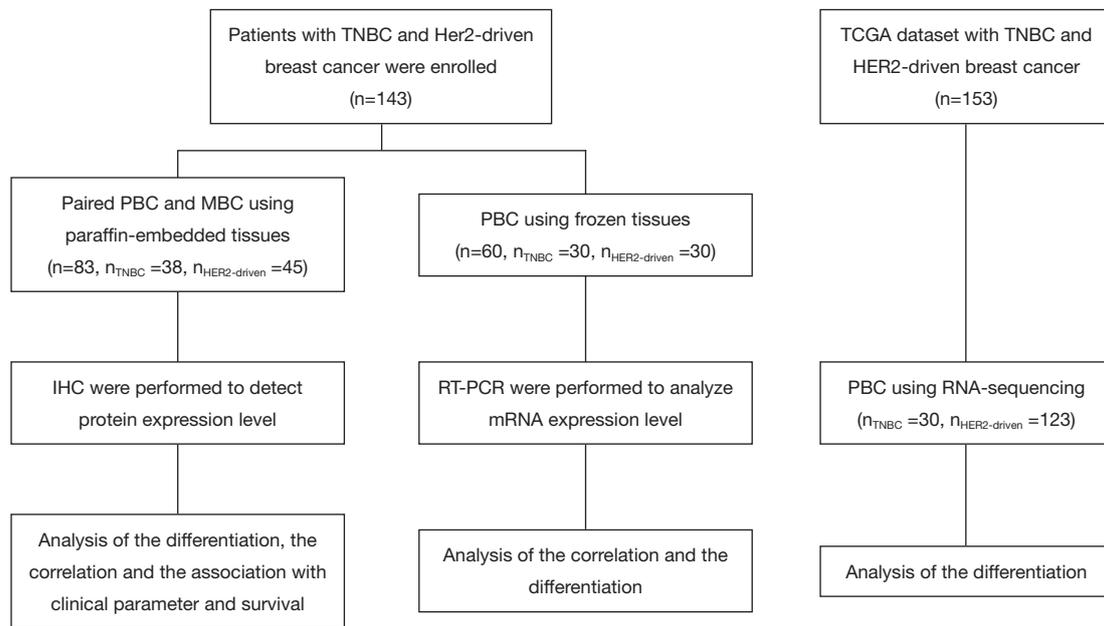 Patients with TNBC and Her2-driven
breast cancer were enrolled
(n=143)
TCGA dataset with TNBC and
HER2-driven breast cancer
(n=153)
Paired PBC and MBC using
paraffin-embedded tissues
(n=83, nTNBC =38, nHER2-driven =45)
PBC using frozen tissues
(n=60, nTNBC =30, nHER2-driven =30)
IHC were performed to detect
protein expression level
RT-PCR were performed to analyze
mRNA expression level
PBC using RNA-sequencing
(nTNBC =30, nHER2-driven =123)
Analysis of the differentiation, the
correlation and the association with
clinical parameter and survival
Analysis of the correlation and the
differentiation
Analysis of the differentiation